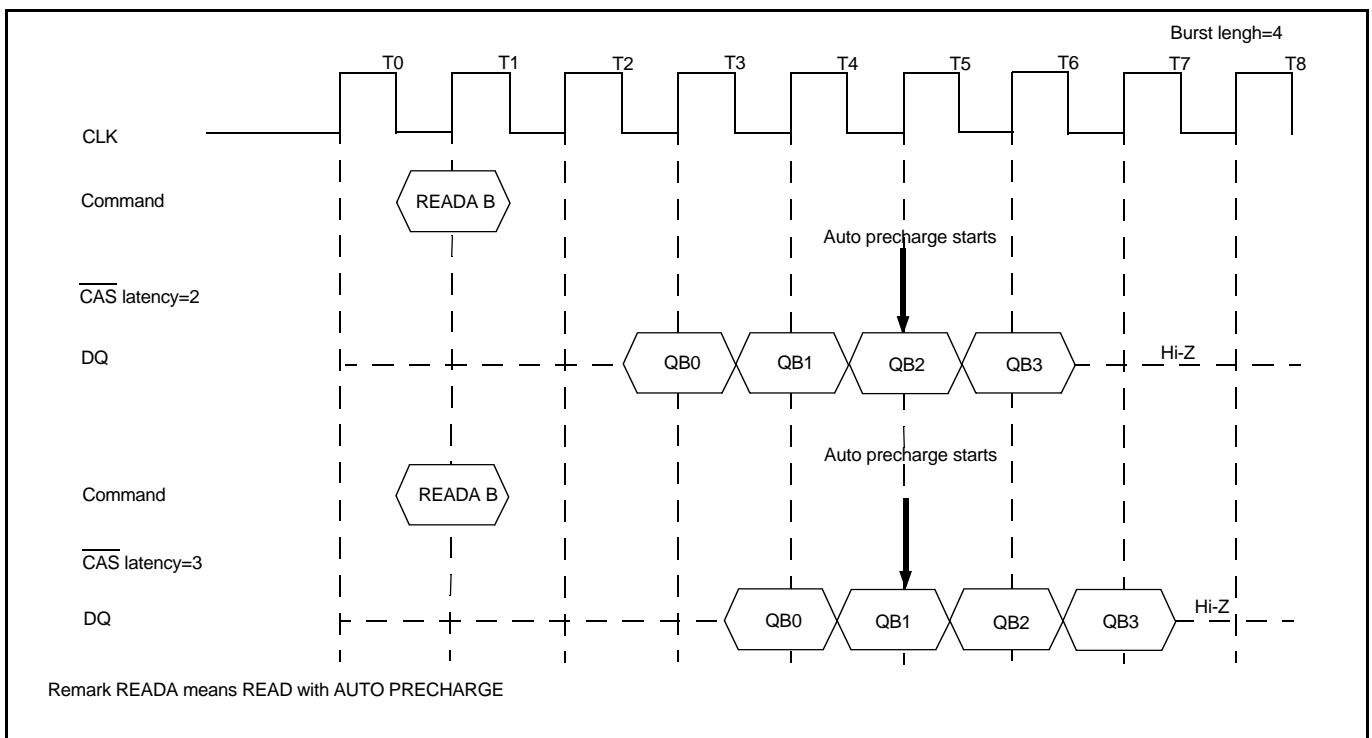 Burst lengh=4
T0 T1 T2 T3 T4 T5 T6 T7 T8
CLK
Command READA B
Auto precharge starts
CAS latency=2
DQ QB0 QB1 QB2 QB3 Hi-Z
Auto precharge starts
Command READA B
CAS latency=3
DQ QB0 QB1 QB2 QB3 Hi-Z
Remark READA means READ with AUTO PRECHARGE